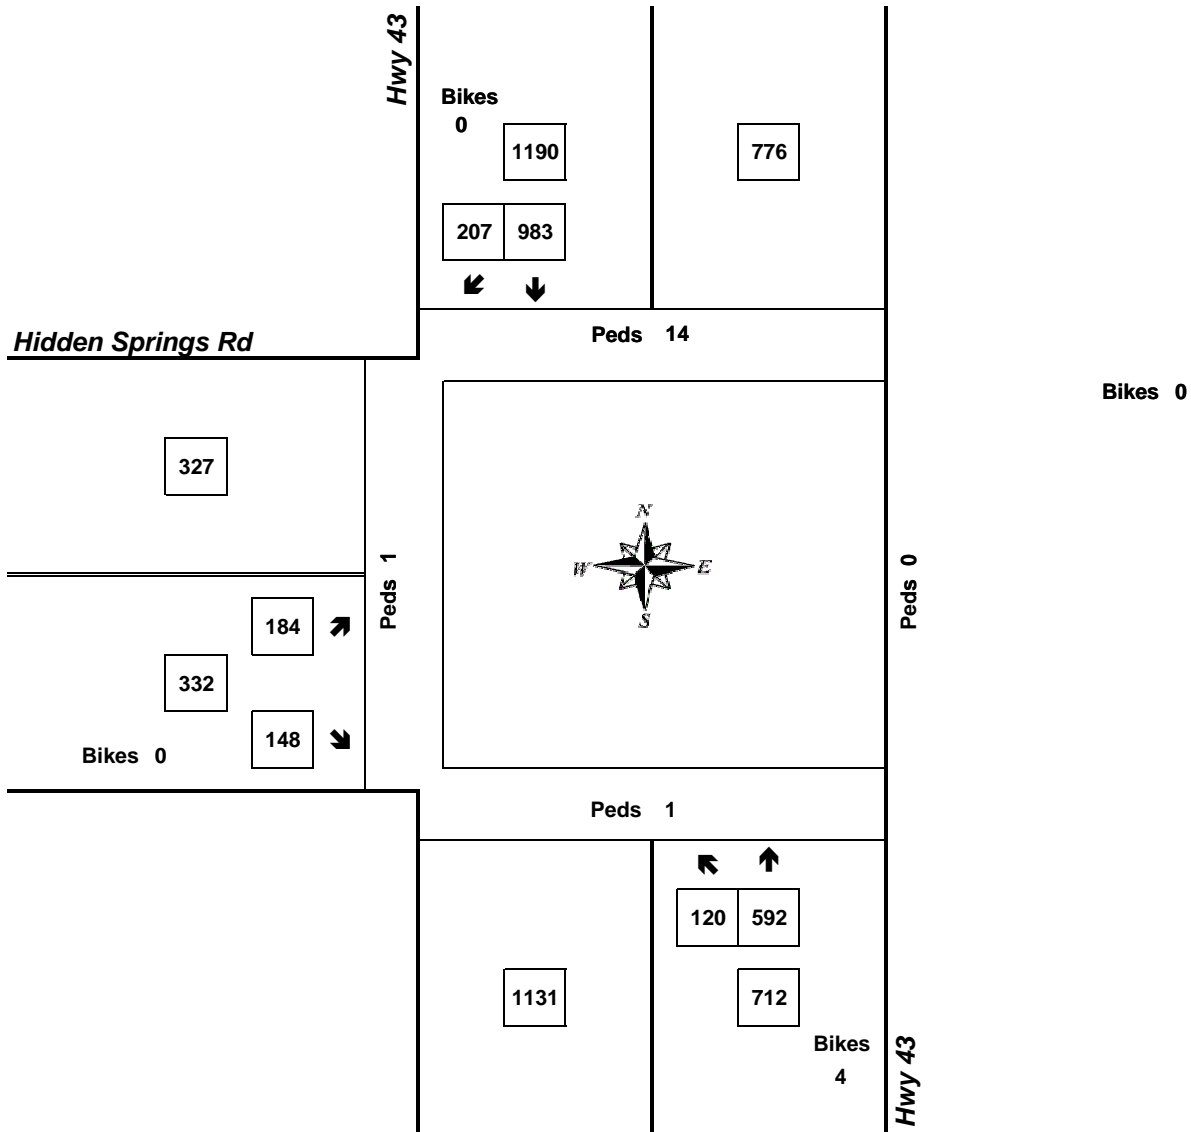 Hwy 43
Bikes
0
1190
776
207 983
Hidden Springs Rd
Peds 14
Bikes 0
327
N
W E
S
Peds 1
Peds 0
184
332
148
Bikes 0
Peds 1
120 592
1131
712
Bikes
4
Hwy 43